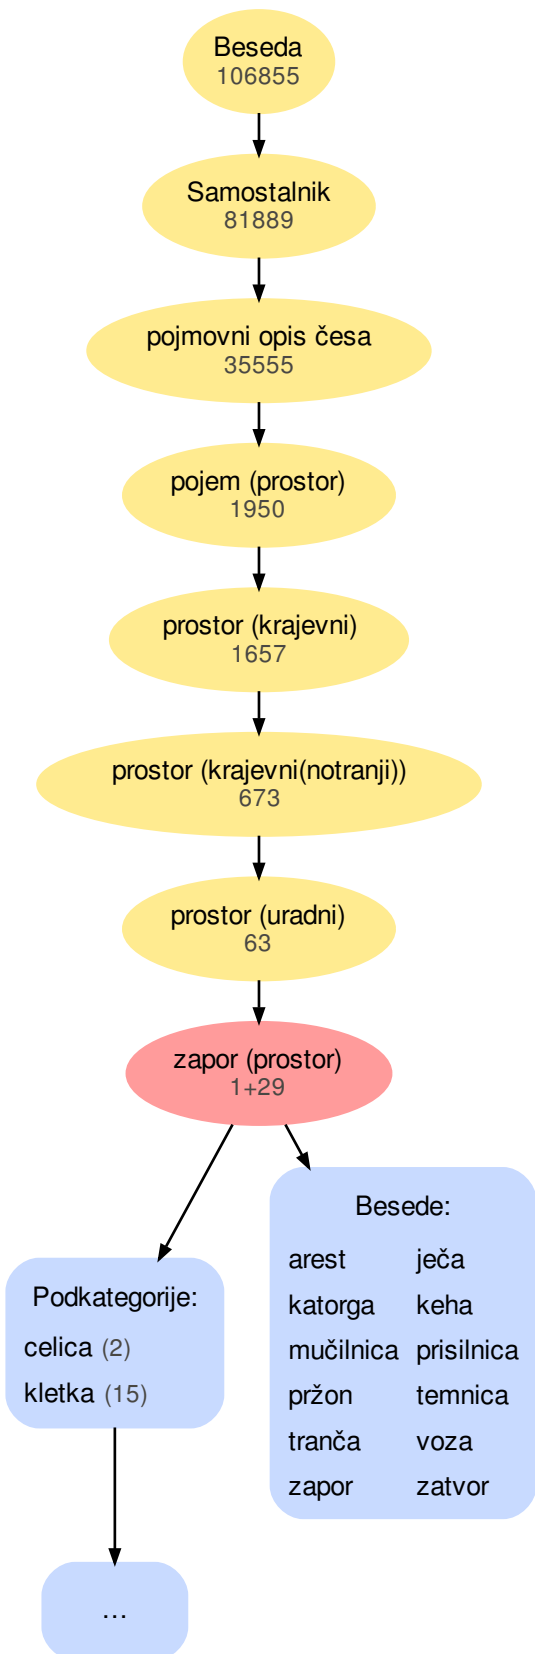 Beseda
106855
Samostalnik
81889
pojmovni opis česa
35555
pojem (prostor)
1950
prostor (krajevni)
1657
prostor (krajevni(notranji))
673
prostor (uradni)
63
zapor (prostor)
1+29
Besede:
arest ječa
katorga keha
mučilnica prisilnica
pržon temnica
tranča voza
zapor zatvor
Podkategorije:
celica (2)
kletka (15)
...